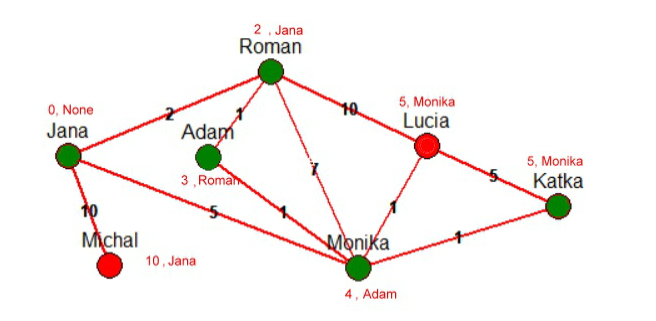 2 , Jana
Roman
0, None
Jana
2
1
10
5, Monika
Lucia
Adam
3 , Roman
7
5
5, Monika
Katka
10
5
1
1
1
Michal
10 , Jana
Monika
4 , Adam